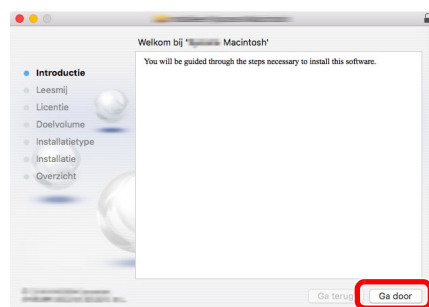 Welkom bij ' Macintosh'
You will be guided through the steps necessary to install this software.
Introductie
Leesmij
Licentie
Doelvolume
Installatietype
Installatie
Overzicht
Ga terug
Ga door